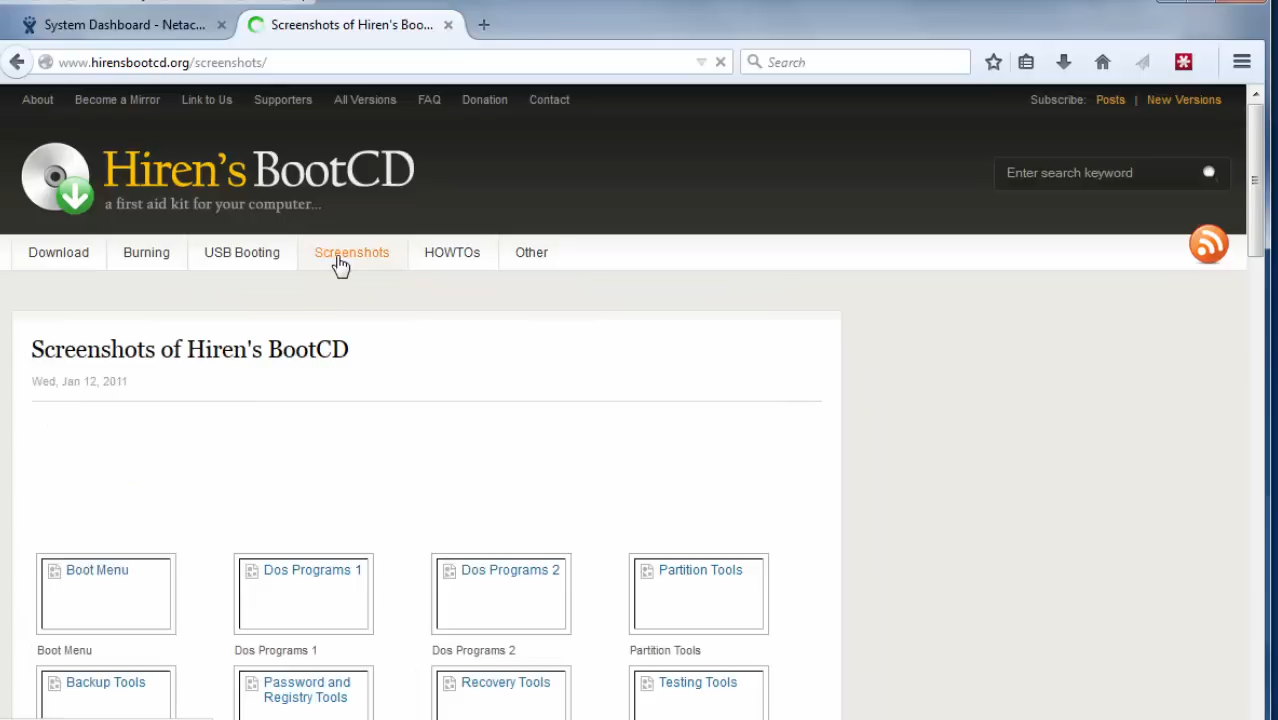 System Dashboard - Netac... Screenshots of Hiren's Boo...
www.hirensbootcd.org/screenshots/ Search
About Become a Mirror Link to Us Supporters All Versions FAQ Donation Contact Subscribe: Posts | New Versions
Hiren's BootCD
a first aid kit for your computer...
Enter search keyword
Download Burning USB Booting Screenshots HOWTOs Other
Screenshots of Hiren's BootCD
Wed, Jan 12, 2011
Boot Menu Dos Programs 1 Dos Programs 2 Partition Tools
Boot Menu Dos Programs 1 Dos Programs 2 Partition Tools
Backup Tools Password and Recovery Tools Testing Tools
Registry Tools